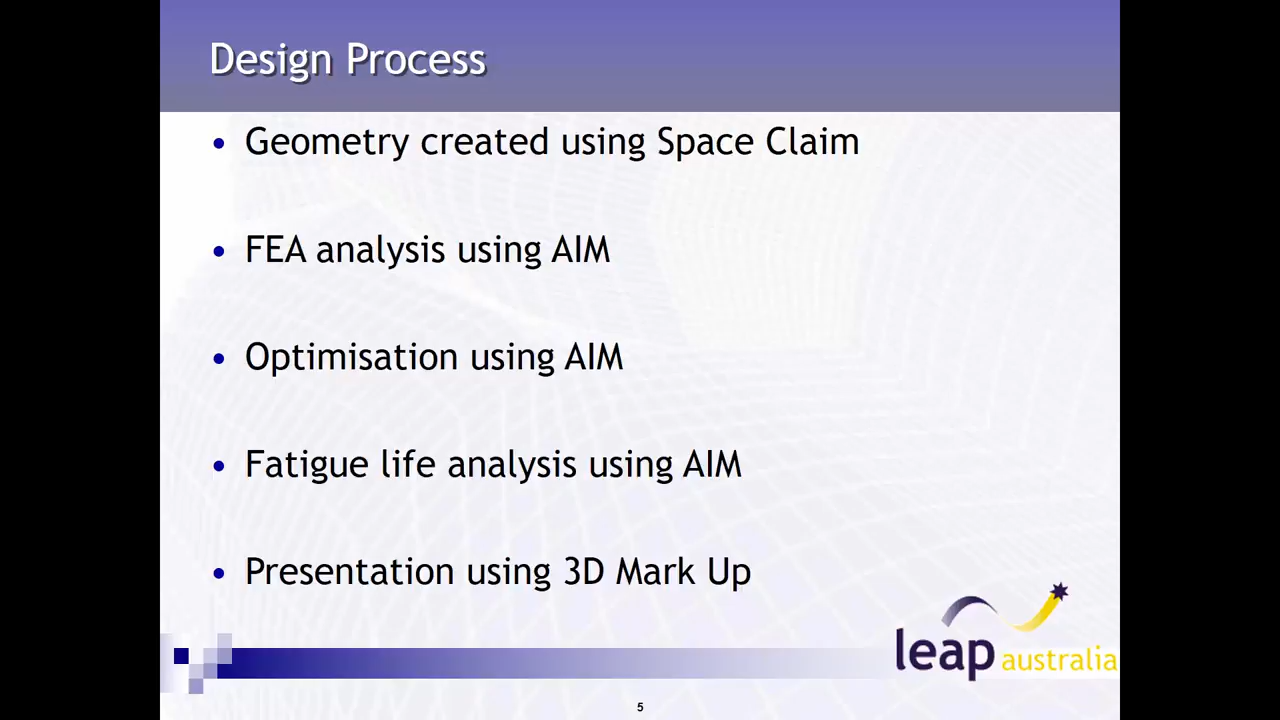 Design Process
• Geometry created using Space Claim
• FEA analysis using AIM
• Optimisation using AIM
• Fatigue life analysis using AIM
• Presentation using 3D Mark Up
leap australia
5